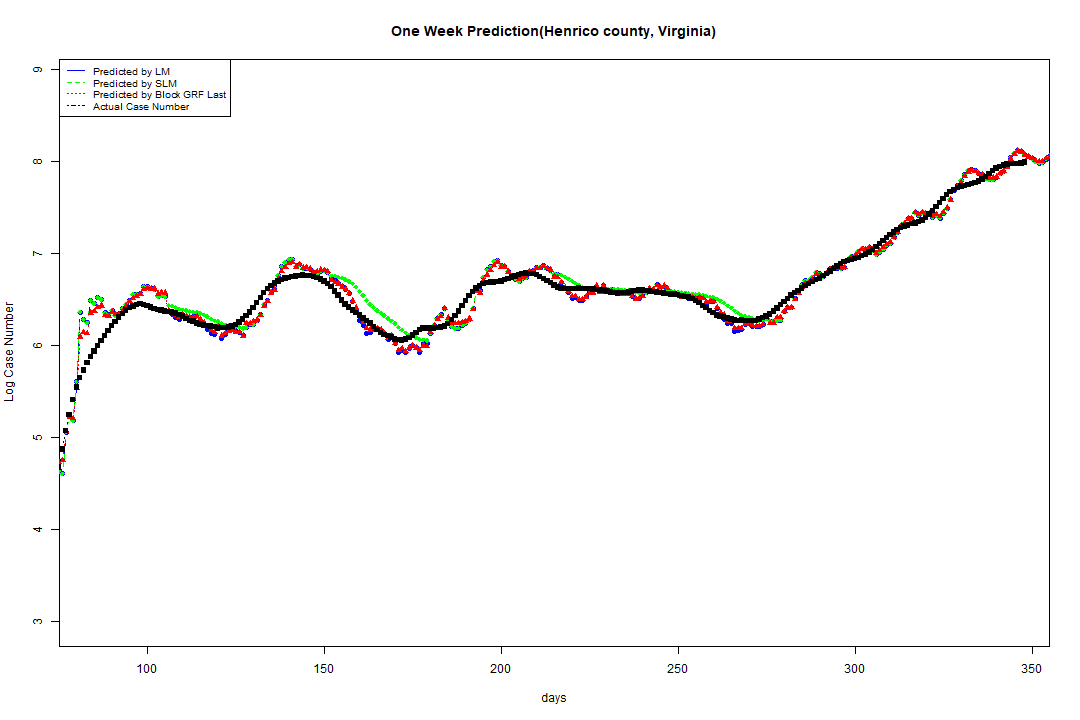 One Week Prediction(Henrico county, Virginia)
Predicted by LM
Predicted by SLM
Predicted by Block GRF Last
Actual Case Number
9
8
7
6
5
4
3
Log Case Number
100 150 200 250 300 350
days